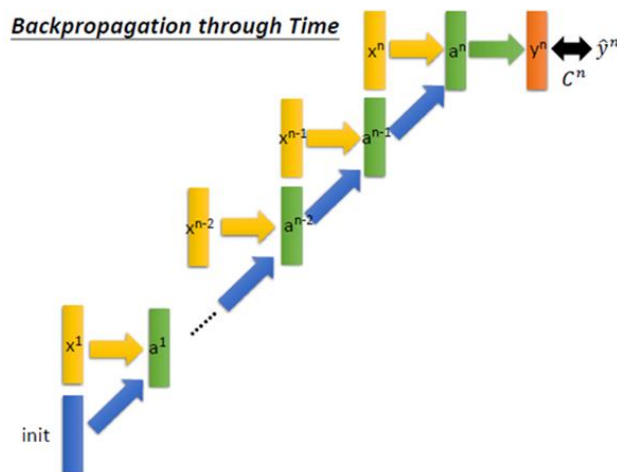 Backpropagation through Time
xⁿ aⁿ yⁿ ŷⁿ
Cⁿ
xⁿ⁻¹ aⁿ⁻¹
xⁿ⁻² aⁿ⁻²
x¹ a¹
init